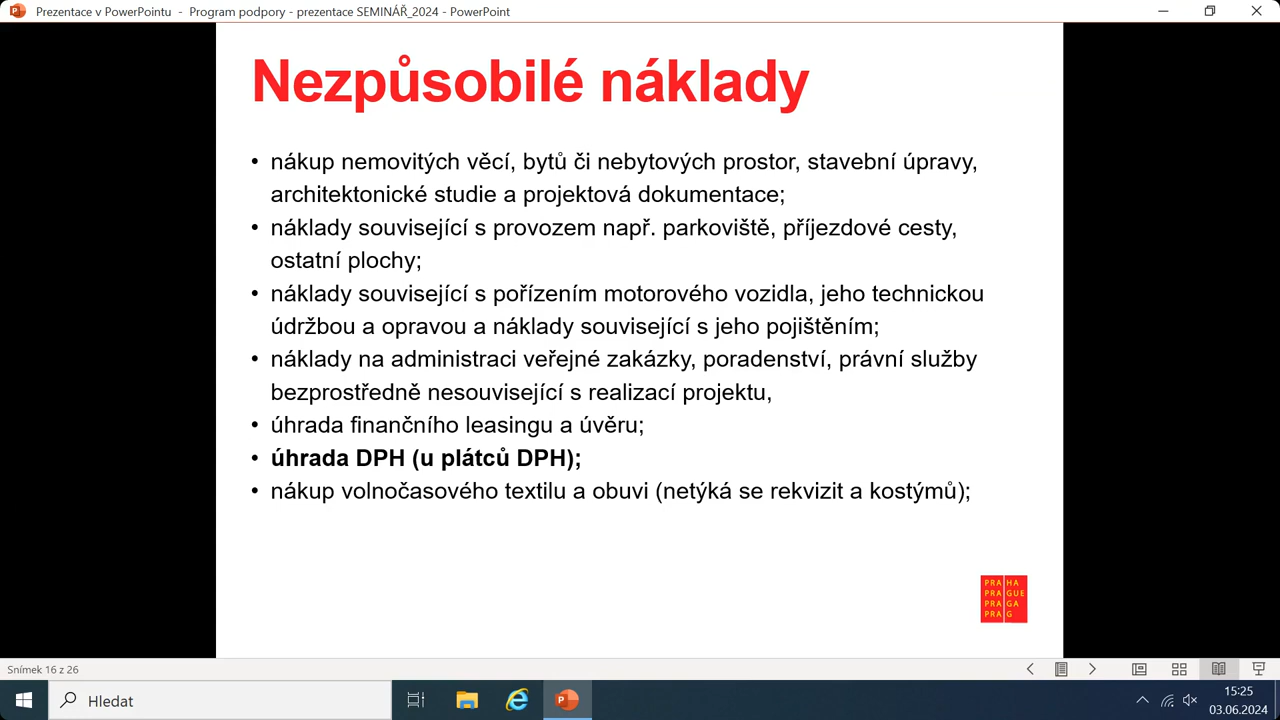 Prezentace v PowerPointu - Program podpory - prezentace SEMINÁŘ_2024 - PowerPoint
Nezpůsobilé náklady
• nákup nemovitých věcí, bytů či nebytových prostor, stavební úpravy,
architektonické studie a projektová dokumentace;
• náklady související s provozem např. parkoviště, příjezdové cesty,
ostatní plochy;
• náklady související s pořízením motorového vozidla, jeho technickou
údržbou a opravou a náklady související s jeho pojištěním;
• náklady na administraci veřejné zakázky, poradenství, právní služby
bezprostředně nesouvisející s realizací projektu,
• úhrada finančního leasingu a úvěru;
• úhrada DPH (u plátců DPH);
• nákup volnočasového textilu a obuvi (netýká se rekvizit a kostýmů);
PRA HA
PRA GUE
PRA GA
PRA G
Snímek 16 z 26
Hledat
15:25
03.06.2024